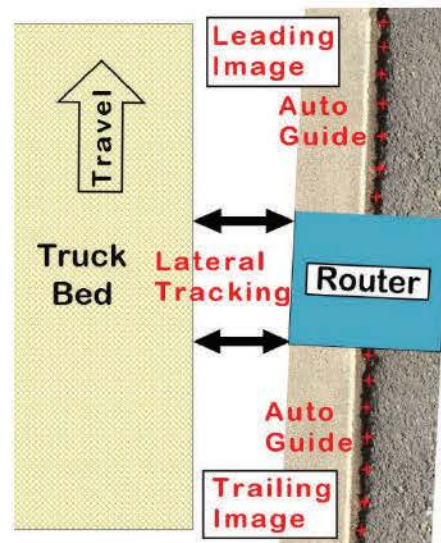 Leading
Image
Auto
Guide
Travel
Truck
Bed
Lateral
Tracking
Router
Auto
Guide
Trailing
Image